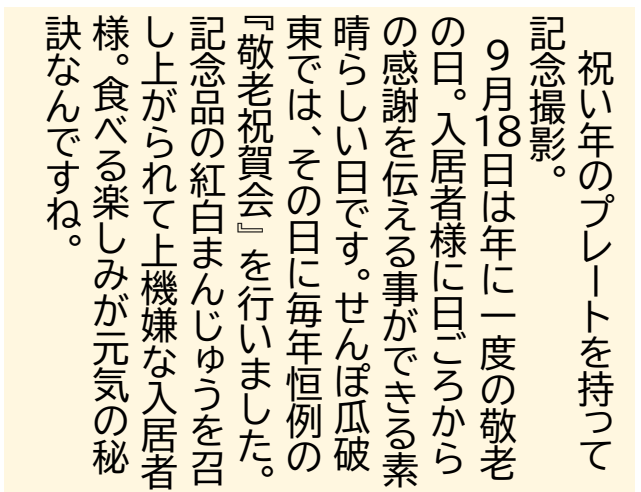 祝い年のプレートを持って
記念撮影。
９月18日は年に一度の敬老
の日。入居者様に日ごろから
の感謝を伝える事ができる素
晴らしい日です。せんぽ瓜破
東では、その日に毎年恒例の
『敬老祝賀会』を行いました。
記念品の紅白まんじゅうを召
し上がられて上機嫌な入居者
様。食べる楽しみが元気の秘
訣なんですね。